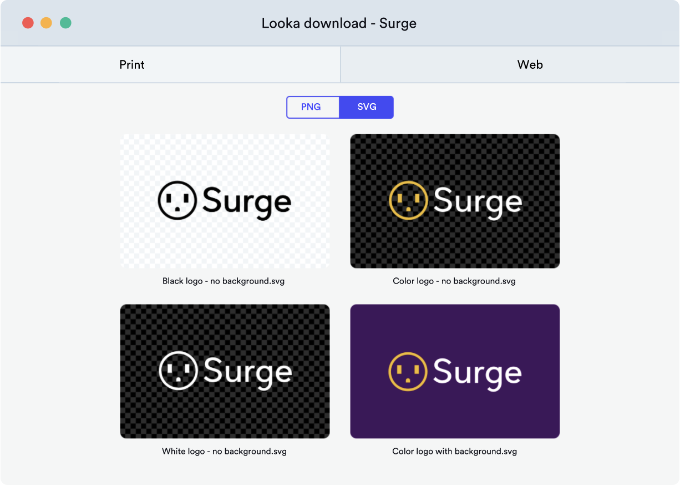 Looka download - Surge
Print
Web
PNG
SVG
Surge
Surge
Black logo - no background.svg
Color logo - no background.svg
Surge
Surge
White logo - no background.svg
Color logo with background.svg